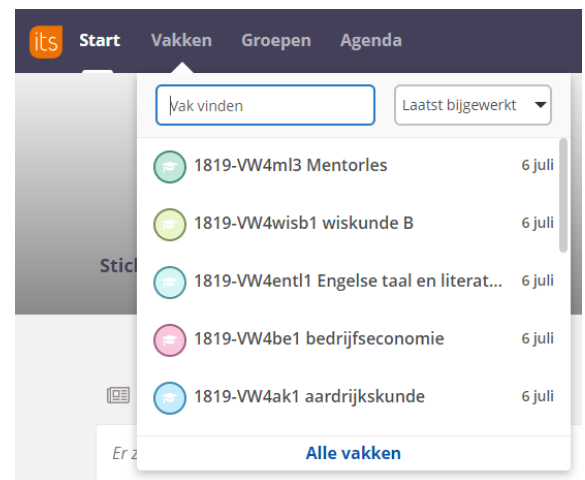 its Start Vakken Groepen Agenda
Vak vinden Laatst bijgewerkt
1819-VW4ml3 Mentorles 6 juli
1819-VW4wisb1 wiskunde B 6 juli
1819-VW4entl1 Engelse taal en literat... 6 juli
1819-VW4be1 bedrijfseconomie 6 juli
1819-VW4ak1 aardrijkskunde 6 juli
Alle vakken
Er